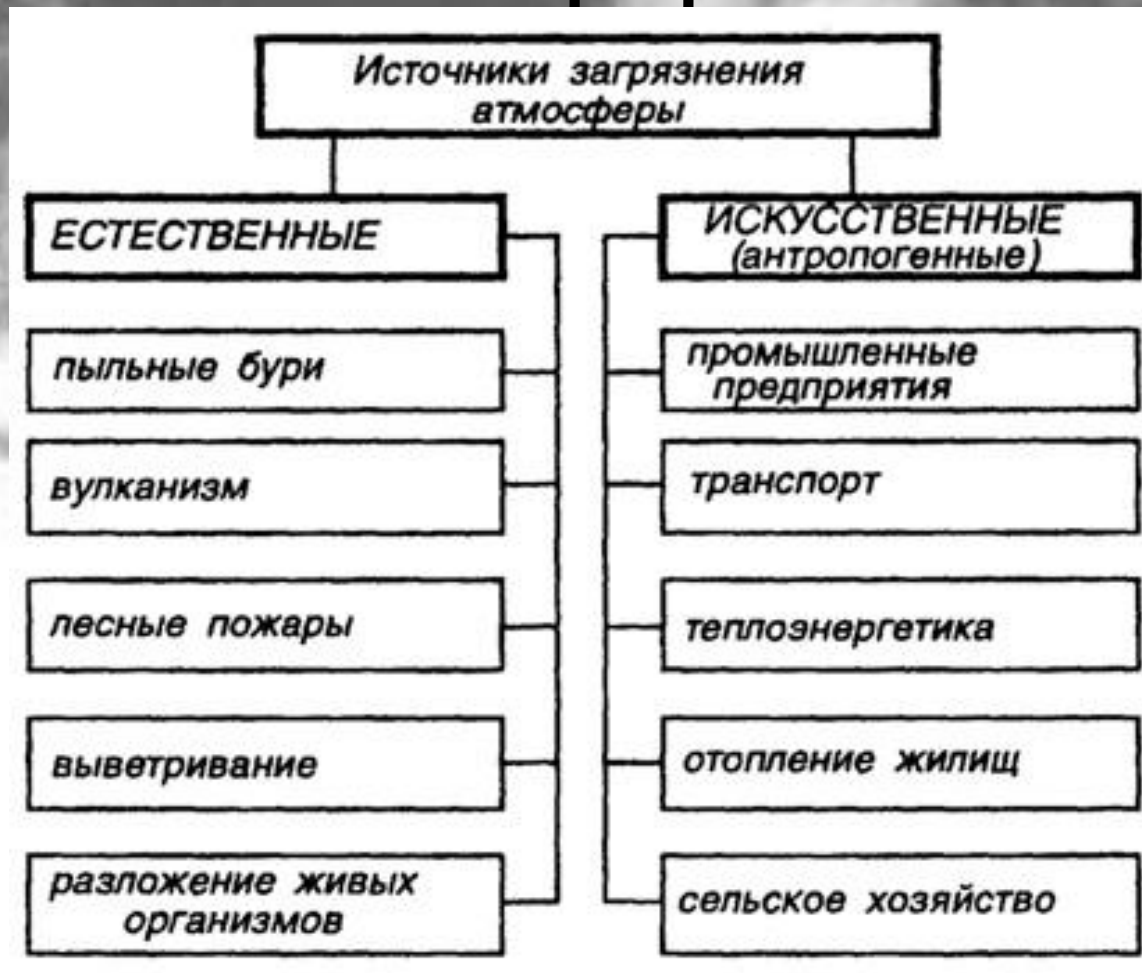 Источники загрязнения
атмосферы
ЕСТЕСТВЕННЫЕ
пыльные бури
вулканизм
лесные пожары
выветривание
разложение живых
организмов
ИСКУССТВЕННЫЕ
(антропогенные)
промышленные
предприятия
транспорт
теплоэнергетика
отопление жилищ
сельское хозяйство